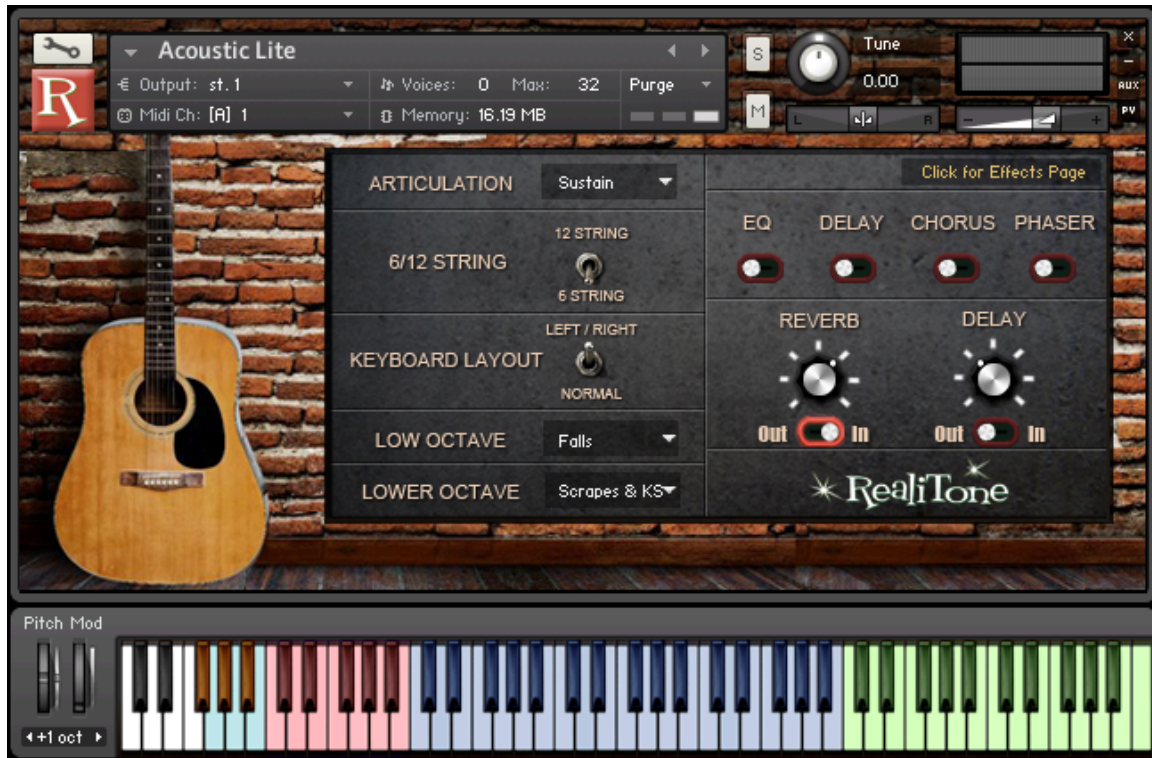 Acoustic Lite
Output: st. 1
Voices: 0 Max: 32 Purge
Midi Ch: [A] 1
Memory: 16.19 MB
S
M
Tune
0.00
L R
- +
×
-
AUX
PV
R
ARTICULATION Sustain
12 STRING
6/12 STRING
6 STRING
LEFT / RIGHT
KEYBOARD LAYOUT
NORMAL
LOW OCTAVE Falls
LOWER OCTAVE Scrapes & KS
Click for Effects Page
EQ DELAY CHORUS PHASER
REVERB DELAY
Out In Out In
RealiTone
Pitch Mod
+1 oct